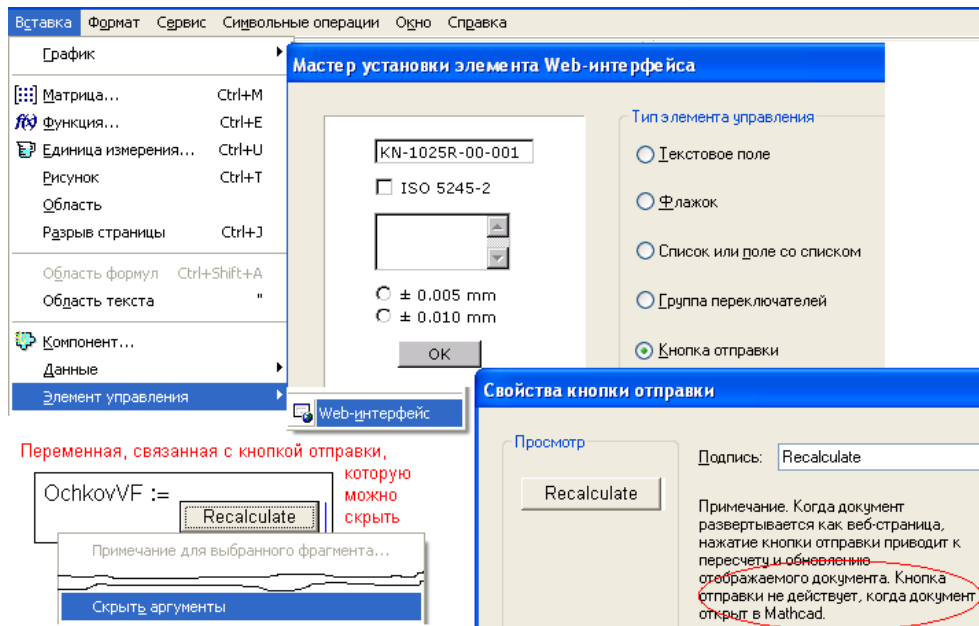 Вставка Формат Сервис Символьные операции Окно Справка
График
Матрица... Ctrl+M
Функция... Ctrl+E
Единица измерения... Ctrl+U
Рисунок Ctrl+T
Область
Разрыв страницы Ctrl+J
Область формул Ctrl+Shift+A
Область текста "
Компонент...
Данные
Элемент управления
Web-интерфейс
Мастер установки элемента Web-интерфейса
KN-1025R-00-001
ISO 5245-2
± 0.005 mm
± 0.010 mm
OK
Тип элемента управления
Текстовое поле
Флажок
Список или поле со списком
Группа переключателей
Кнопка отправки
Свойства кнопки отправки
Просмотр
Recalculate
Подпись: Recalculate
Примечание. Когда документ
развертывается как веб-страница,
нажатие кнопки отправки приводит к
пересчету и обновлению
отображаемого документа. Кнопка
отправки не действует, когда документ
открыт в Mathcad.
Переменная, связанная с кнопкой отправки,
которую
можно
скрыть
OchkovVF :=
Recalculate
Примечание для выбранного фрагмента...
Скрыть аргументы